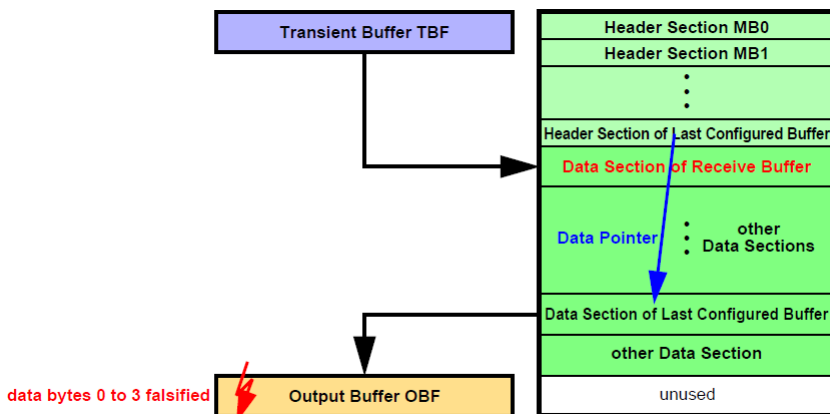 Transient Buffer TBF
Header Section MB0
Header Section MB1
Header Section of Last Configured Buffer
Data Section of Receive Buffer
Data Pointer
other
Data Sections
Data Section of Last Configured Buffer
other Data Section
data bytes 0 to 3 falsified
Output Buffer OBF
unused